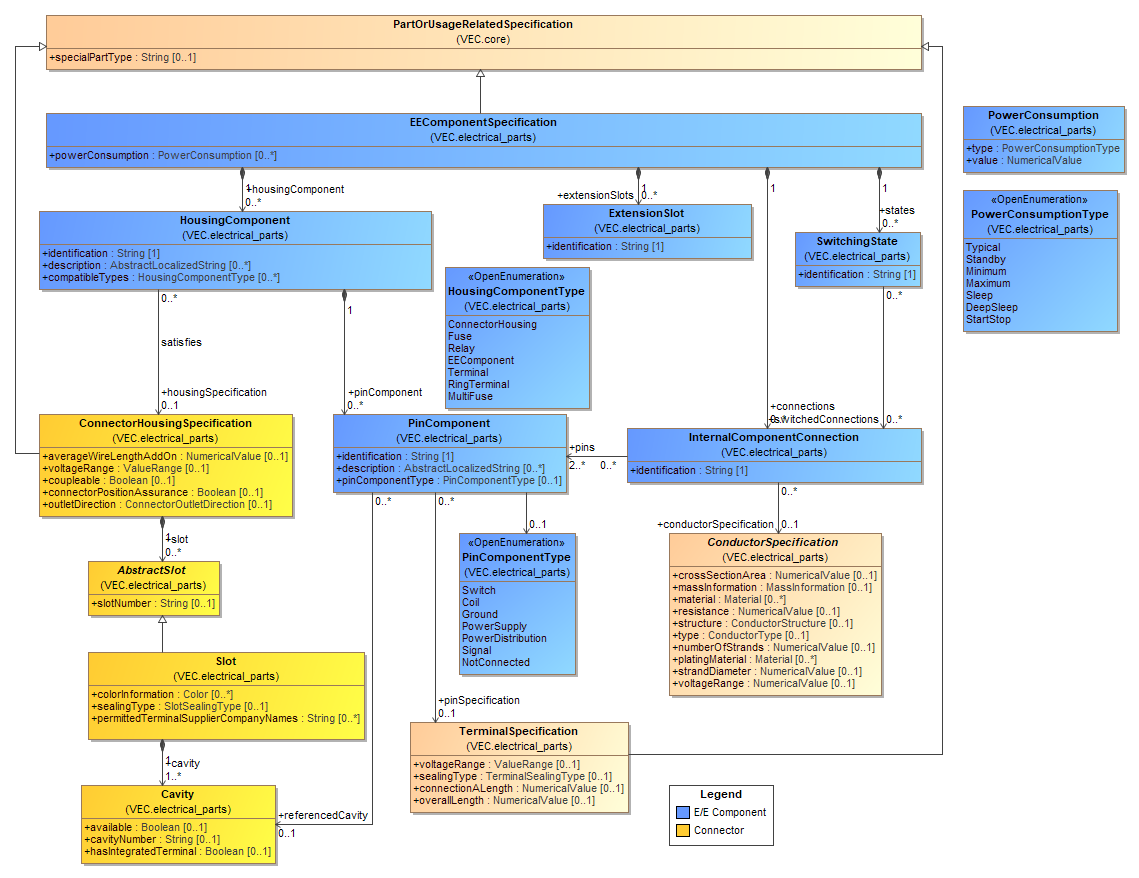 PartOrUsageRelatedSpecification
(VEC.core)
+specialPartType : String [0..1]
EEComponentSpecification
(VEC.electrical_parts)
+powerConsumption : PowerConsumption [0..*]
PowerConsumption
(VEC.electrical_parts)
+type : PowerConsumptionType
+value : NumericalValue
«OpenEnumeration»
PowerConsumptionType
(VEC.electrical_parts)
Typical
Standby
Minimum
Maximum
Sleep
DeepSleep
StartStop
1
+housingComponent
0..*
1
+extensionSlots
0..*
1
1
+states
0..*
HousingComponent
(VEC.electrical_parts)
+identification : String [1]
+description : AbstractLocalizedString [0..*]
+compatibleTypes : HousingComponentType [0..*]
ExtensionSlot
(VEC.electrical_parts)
+identification : String [1]
SwitchingState
(VEC.electrical_parts)
+identification : String [1]
«OpenEnumeration»
HousingComponentType
(VEC.electrical_parts)
ConnectorHousing
Fuse
Relay
EEComponent
Terminal
RingTerminal
MultiFuse
0..*
satisfies
+housingSpecification
0..1
1
+pinComponent
0..*
0..*
+connections
0..*
+switchedConnections
0..*
ConnectorHousingSpecification
(VEC.electrical_parts)
+averageWireLengthAddOn : NumericalValue [0..1]
+voltageRange : ValueRange [0..1]
+coupleable : Boolean [0..1]
+connectorPositionAssurance : Boolean [0..1]
+outletDirection : ConnectorOutletDirection [0..1]
PinComponent
(VEC.electrical_parts)
+identification : String [1]
+description : AbstractLocalizedString [0..*]
+pinComponentType : PinComponentType [0..1]
+pins
2..*
0..*
InternalComponentConnection
(VEC.electrical_parts)
+identification : String [1]
0..*
0..*
0..1
0..*
+conductorSpecification
0..1
1
+slot
0..*
AbstractSlot
(VEC.electrical_parts)
+slotNumber : String [0..1]
«OpenEnumeration»
PinComponentType
(VEC.electrical_parts)
Switch
Coil
Ground
PowerSupply
PowerDistribution
Signal
NotConnected
ConductorSpecification
(VEC.electrical_parts)
+crossSectionArea : NumericalValue [0..1]
+massInformation : MassInformation [0..1]
+material : Material [0..*]
+resistance : NumericalValue [0..1]
+structure : ConductorStructure [0..1]
+type : ConductorType [0..1]
+numberOfStrands : NumericalValue [0..1]
+platingMaterial : Material [0..*]
+strandDiameter : NumericalValue [0..1]
+voltageRange : NumericalValue [0..1]
Slot
(VEC.electrical_parts)
+colorInformation : Color [0..*]
+sealingType : SlotSealingType [0..1]
+permittedTerminalSupplierCompanyNames : String [0..*]
+pinSpecification
0..1
TerminalSpecification
(VEC.electrical_parts)
+voltageRange : ValueRange [0..1]
+sealingType : TerminalSealingType [0..1]
+connectionALength : NumericalValue [0..1]
+overallLength : NumericalValue [0..1]
1
+cavity
1..*
Cavity
(VEC.electrical_parts)
+available : Boolean [0..1]
+cavityNumber : String [0..1]
+hasIntegratedTerminal : Boolean [0..1]
+referencedCavity
0..1
Legend
E/E Component
Connector